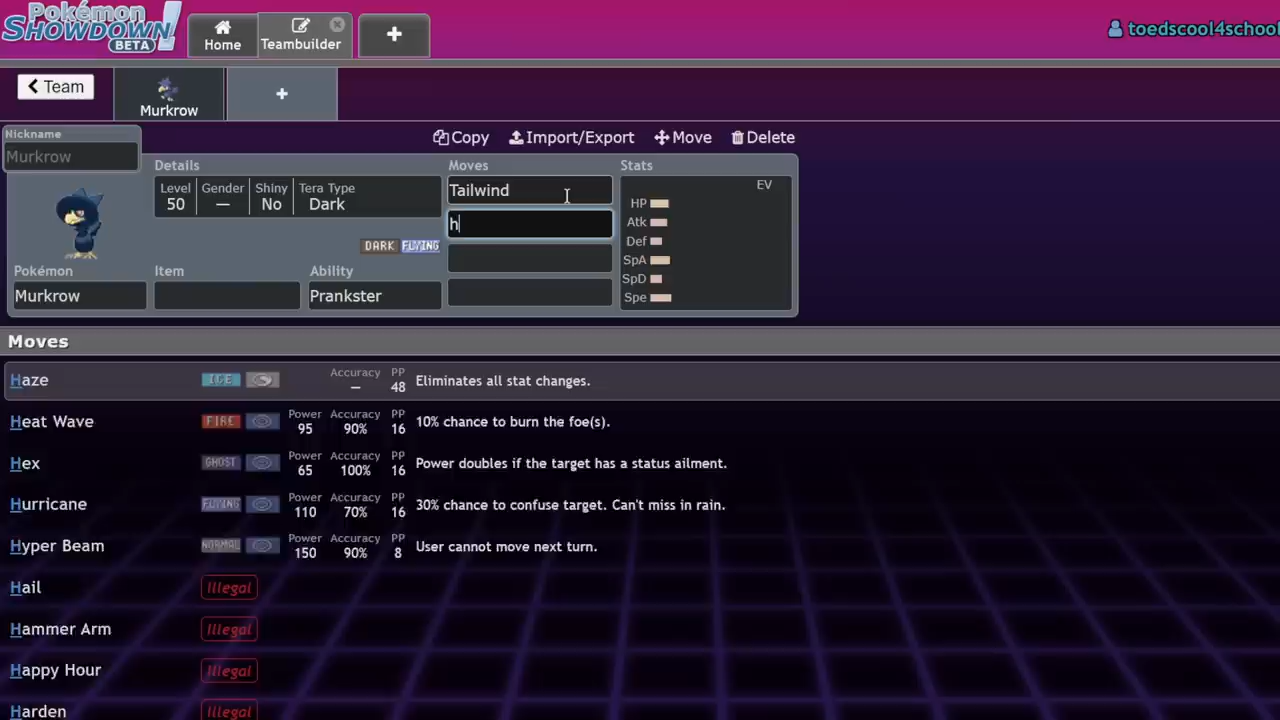 Pokémon
SHOWDOWN!
BETA
Home
Teambuilder
+
toedscool4school
< Team
Murkrow
+
Nickname
Murkrow
Copy
Import/Export
Move
Delete
Details
Level Gender Shiny Tera Type
50 — No Dark
DARK FLYING
Pokémon
Murkrow
Item
Ability
Prankster
Moves
Tailwind
h
Stats
EV
HP
Atk
Def
SpA
SpD
Spe
Moves
Haze ICE Accuracy — PP 48 Eliminates all stat changes.
Heat Wave FIRE Power 95 Accuracy 90% PP 16 10% chance to burn the foe(s).
Hex GHOST Power 65 Accuracy 100% PP 16 Power doubles if the target has a status ailment.
Hurricane FLYING Power 110 Accuracy 70% PP 16 30% chance to confuse target. Can't miss in rain.
Hyper Beam NORMAL Power 150 Accuracy 90% PP 8 User cannot move next turn.
Hail Illegal
Hammer Arm Illegal
Happy Hour Illegal
Harden Illegal